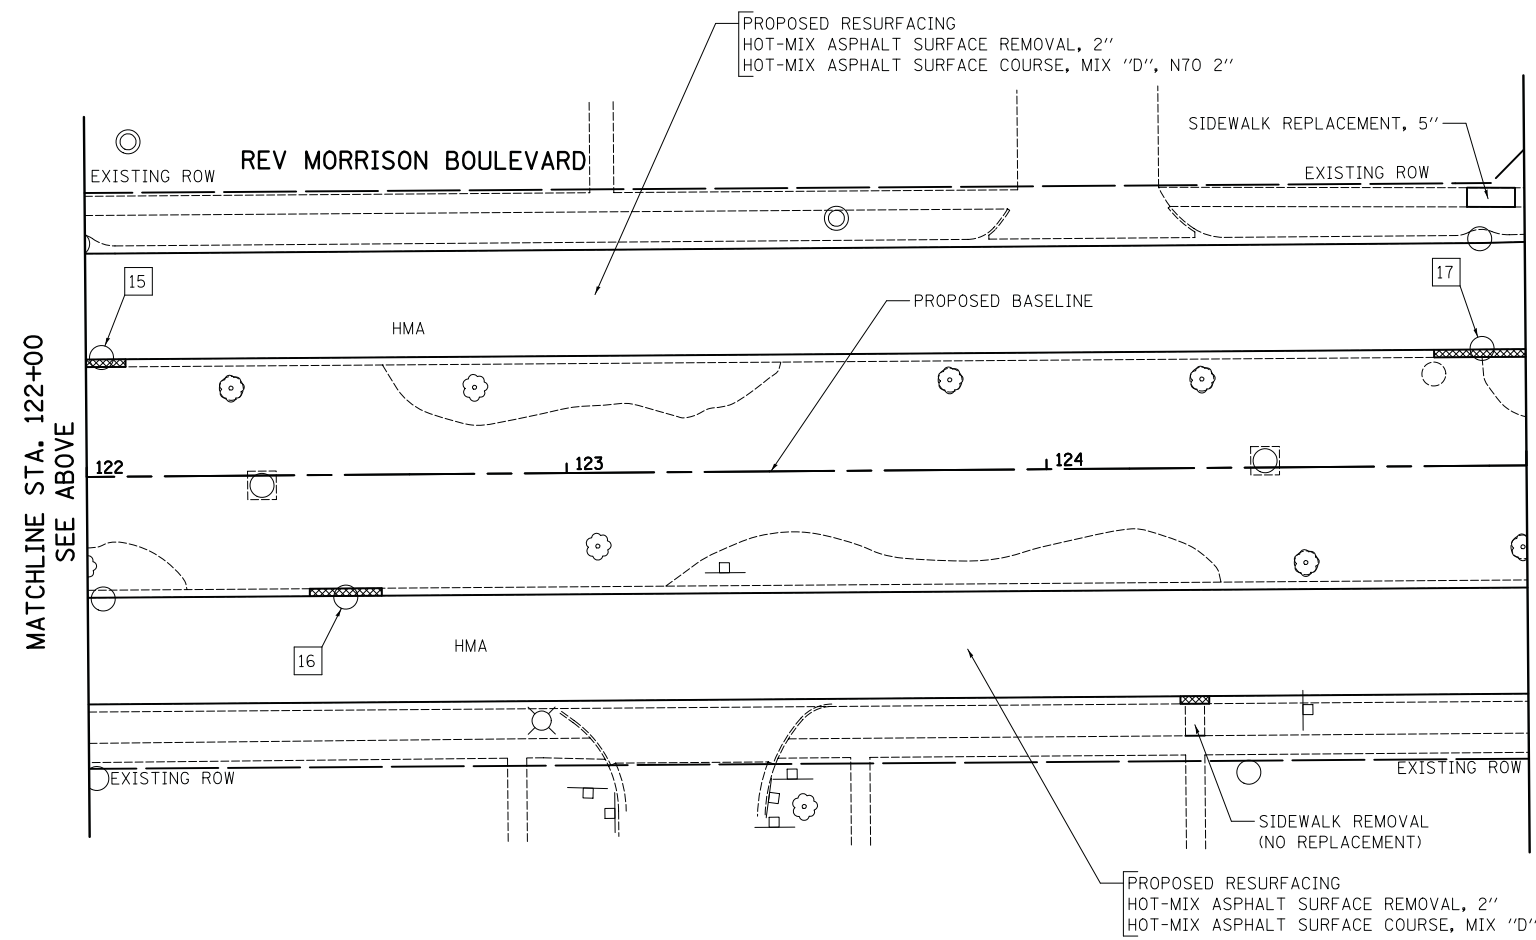 PROPOSED RESURFACING
HOT-MIX ASPHALT SURFACE REMOVAL, 2"
HOT-MIX ASPHALT SURFACE COURSE, MIX "D", N70 2"
SIDEWALK REPLACEMENT, 5"
REV MORRISON BOULEVARD
EXISTING ROW
EXISTING ROW
15
17
PROPOSED BASELINE
HMA
MATCHLINE STA. 122+00
SEE ABOVE
122
123
124
HMA
16
EXISTING ROW
EXISTING ROW
SIDEWALK REMOVAL
(NO REPLACEMENT)
PROPOSED RESURFACING
HOT-MIX ASPHALT SURFACE REMOVAL, 2"
HOT-MIX ASPHALT SURFACE COURSE, MIX "D"